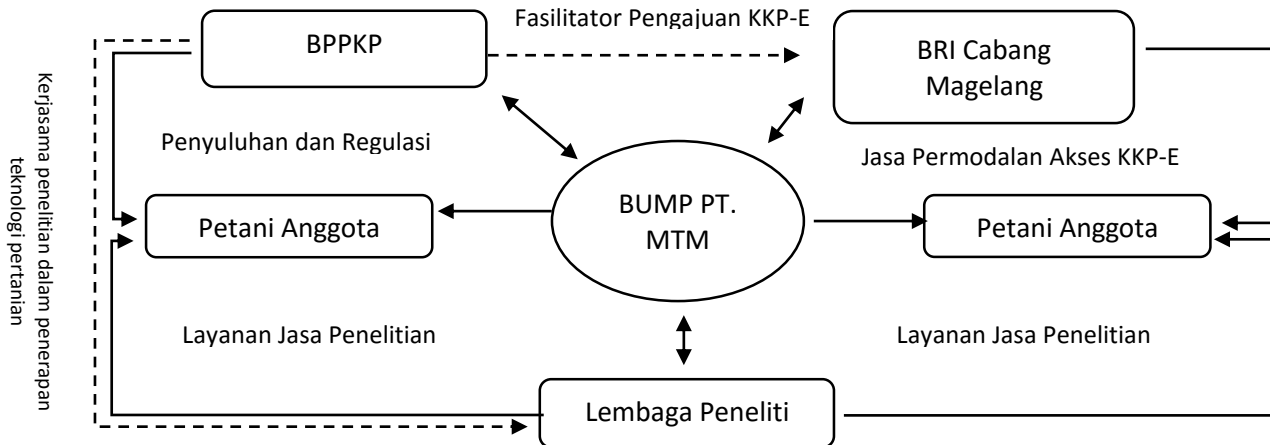 Fasilitator Pengajuan KKP-E
BPPKP
BRI Cabang
Magelang
Kerjasama penelitian dalam penerapan
teknologi pertanian
Penyuluhan dan Regulasi
Jasa Permodalan Akses KKP-E
Petani Anggota
BUMP PT.
MTM
Petani Anggota
Layanan Jasa Penelitian
Layanan Jasa Penelitian
Lembaga Peneliti